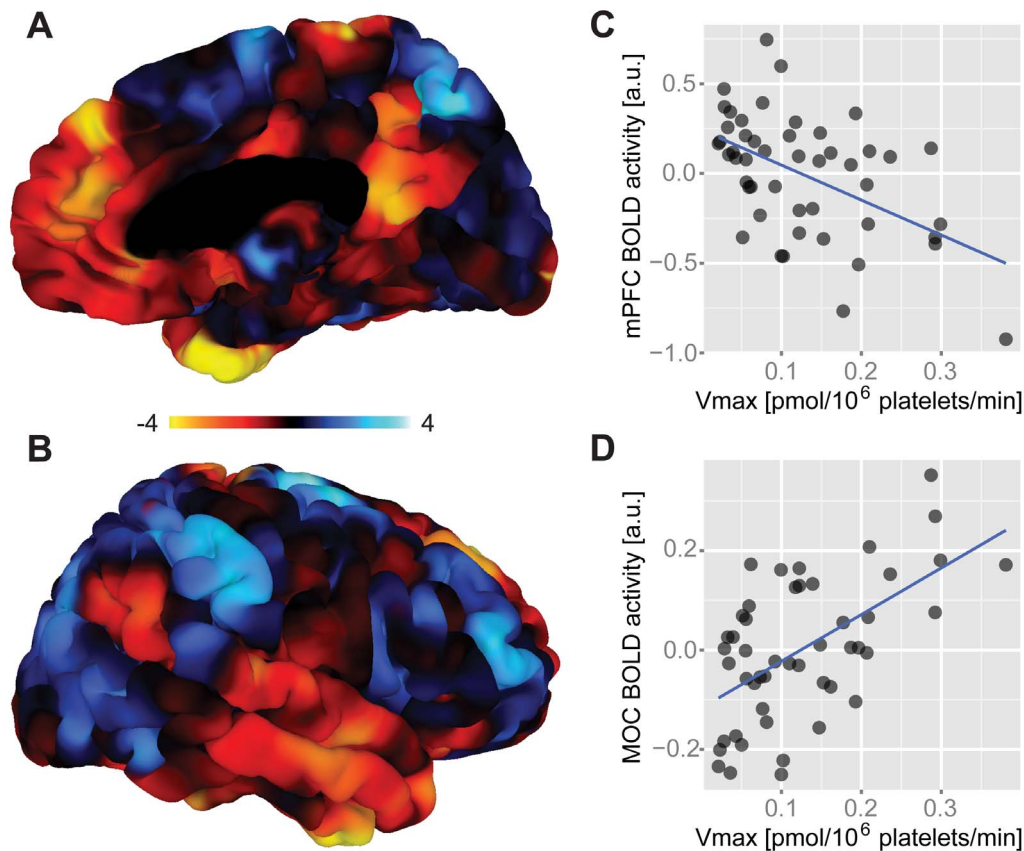 A
C
mPFC BOLD activity [a.u.]
0.5
0.0
−0.5
−1.0
0.1
0.2
0.3
Vmax [pmol/10⁶ platelets/min]
-4
4
B
D
MOC BOLD activity [a.u.]
0.2
0.0
−0.2
0.1
0.2
0.3
Vmax [pmol/10⁶ platelets/min]